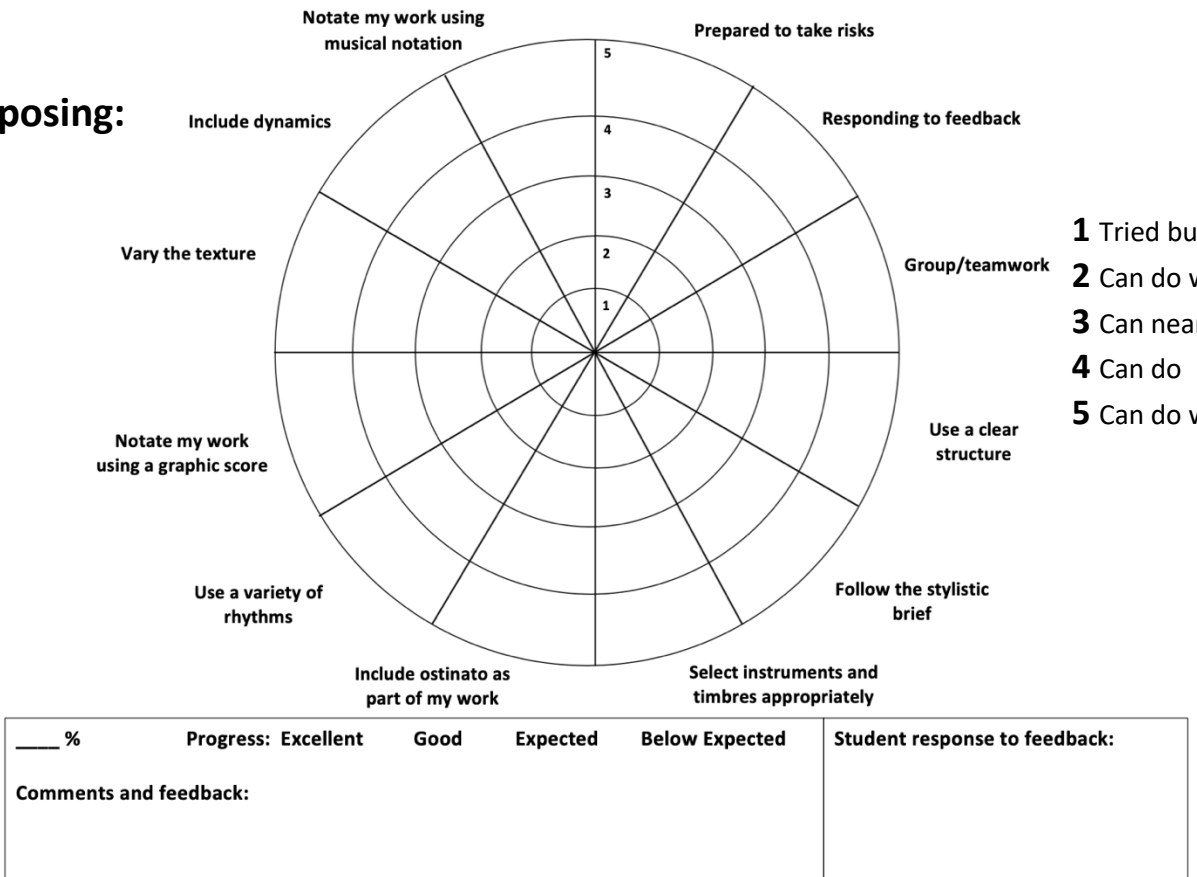 Notate my work using
musical notation
Prepared to take risks
posing:
Include dynamics
Responding to feedback
Vary the texture
Group/teamwork
5
4
3
2
1
1 Tried bu
2 Can do
3 Can
4 Can do
5 Can do
Notate my work
using a graphic score
Use a clear
structure
Use a variety of
rhythms
Follow the stylistic
brief
Include ostinato as
part of my work
Select instruments and
timbres appropriately
____ % Progress: Excellent Good Expected Below Expected
Comments and feedback:
Student response to feedback: